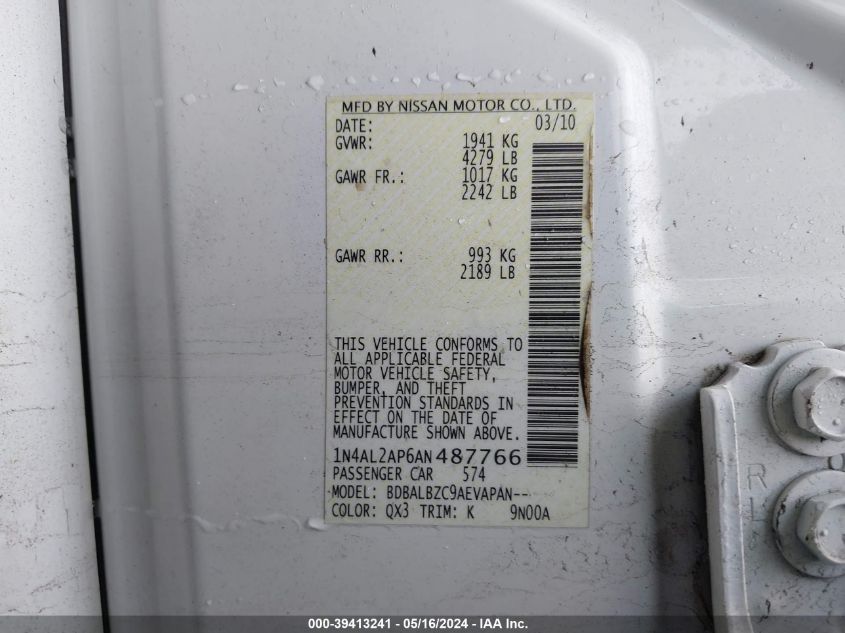 MFD BY NISSAN MOTOR CO., LTD.
DATE: 03/10
GVWR: 1941 KG
4279 LB
GAWR FR.: 1017 KG
2242 LB
GAWR RR.: 993 KG
2189 LB
THIS VEHICLE CONFORMS TO
ALL APPLICABLE FEDERAL
MOTOR VEHICLE SAFETY,
BUMPER, AND THEFT
PREVENTION STANDARDS IN
EFFECT ON THE DATE OF
MANUFACTURE SHOWN ABOVE.
1N4AL2AP6AN487766
PASSENGER CAR 574
MODEL: BDBALBZC9AEVAPAN--
COLOR: QX3 TRIM: K 9N00A
000-39413241 - 05/16/2024 - IAA Inc.